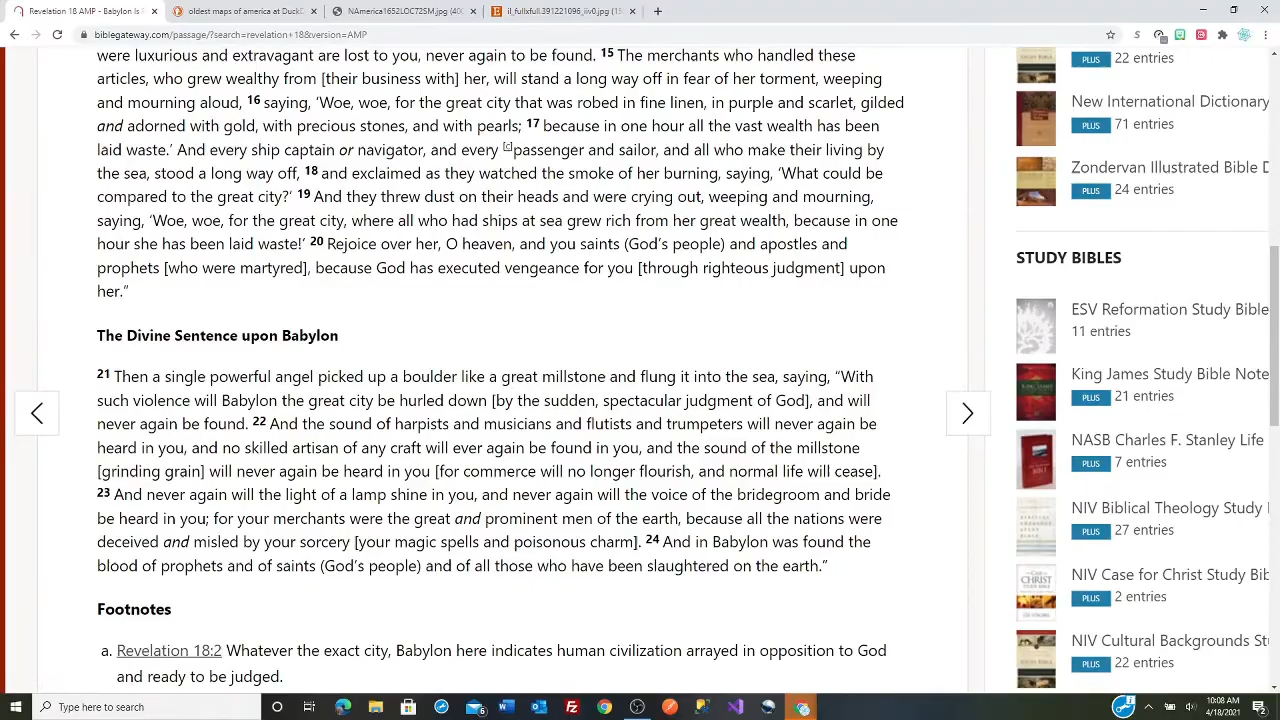 Revelation 18 AMP - Bible
oldest maps of america at DuckD
NAmerica1652LOC725M.jpg (400
biblegateway.com/passage/?search=revelation+18&version=AMP
were luxurious and extravagant are lost to you, never again to be found. 15 The merchants who handled these
articles, who grew wealthy from [their business with] her, will stand a long way off in fear of her torment, weeping
and mourning aloud, 16 saying, ‘Woe, woe, for the great city that was robed in fine linen, in purple and scarlet, gilded
and adorned with gold, with precious stones, and with pearls; 17 because in one hour all the vast wealth has been
laid waste.’ And every ship captain or navigator, and every [c]passenger and sailor, and all who make their living by
the sea, stood a long way off, 18 and exclaimed as they watched the smoke of her burning, saying, ‘What could be
compared to the great city?’ 19 And they threw dust on their heads and were crying out, weeping and mourning,
saying, ‘Woe, woe, for the great city, where all who had ships at sea grew rich from her great wealth, because in one
hour she has been laid waste!’ 20 Rejoice over her, O heaven, and you saints (God’s people) and apostles and
prophets [who were martyred], because God has executed vengeance for you [through righteous judgment] upon
her.”
The Divine Sentence upon Babylon
21 Then a single powerful angel picked up a boulder like a great millstone and flung it into the sea, saying, “With
such violence will Babylon the great city be hurled down [by the sudden, spectacular judgment of God], and will
never again be found. 22 And the sound of harpists and musicians and flutists and trumpeters will never again be
heard in you, and no skilled artisan of any craft will ever again be found in you, and the sound of the millstone
[grinding grain] will never again be heard in you [for commerce will no longer flourish and normal life will cease].
23 And never again will the light of a lamp shine in you, and never again will the voice of the bridegroom and bride
be heard in you; for your merchants were the great and prominent men of the earth, because all the nations were
deceived and misled by your sorcery [your magic spells and poisonous charm]. 24 And in Babylon was found the
blood of prophets and of saints (God’s people) and of all those who have been slaughtered on the earth.”
Footnotes
a. Revelation 18:2 Whatever the literal city, Babylon here indicates human civilization arrayed in opposition to God
and ready to be judged.
PLUS 22 entries
New International Dictionary
PLUS 71 entries
Zondervan Illustrated Bible D
PLUS 24 entries
STUDY BIBLES
ESV Reformation Study Bible
11 entries
King James Study Bible Note
PLUS 21 entries
NASB Charles F. Stanley Life
PLUS 7 entries
NIV Biblical Theology Study
PLUS 27 entries
NIV Case for Christ Study Bib
PLUS 2 entries
NIV Cultural Backgrounds Stu
PLUS 22 entries
Type here to search
10:08 AM
4/18/2021